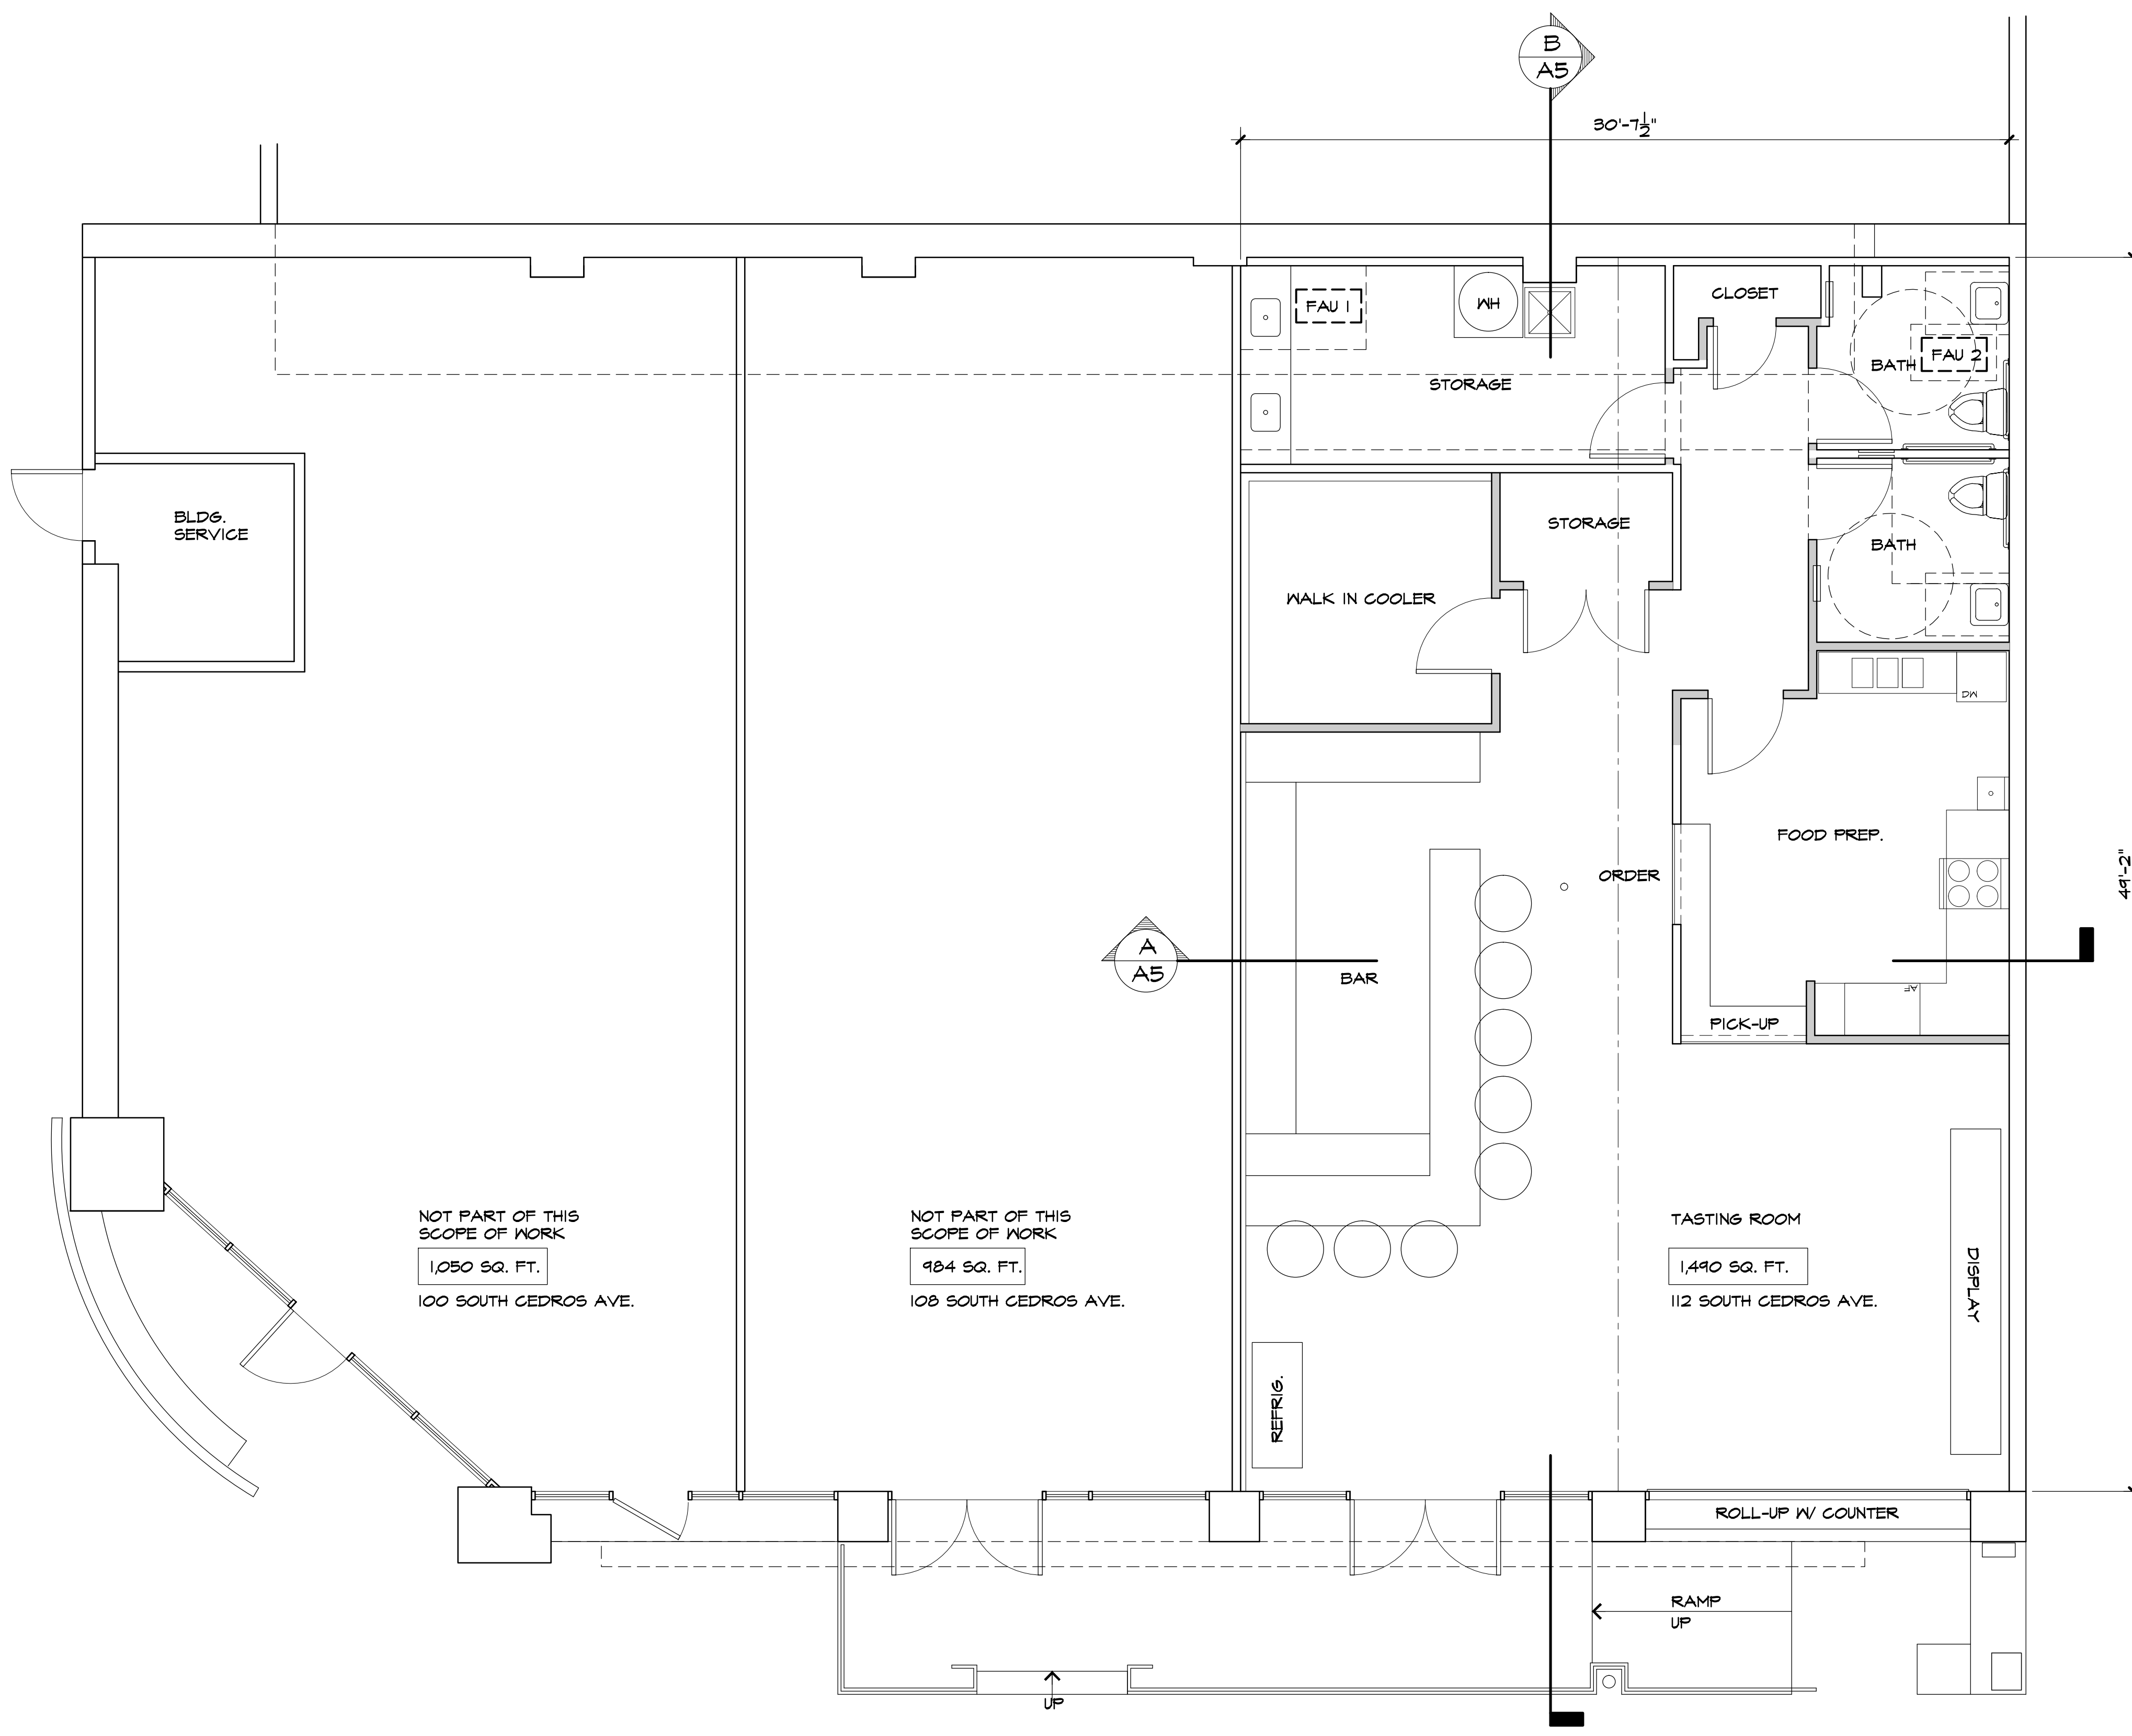 B
A5
30'-7 1/2"
CLOSET
FAU 1
WH
BATH
FAU 2
STORAGE
BLDG.
SERVICE
STORAGE
BATH
WALK IN COOLER
DW
FOOD PREP.
ORDER
49'-2"
A
A5
BAR
AF
PICK-UP
NOT PART OF THIS
SCOPE OF WORK
1,050 SQ. FT.
100 SOUTH CEDROS AVE.
NOT PART OF THIS
SCOPE OF WORK
984 SQ. FT.
108 SOUTH CEDROS AVE.
TASTING ROOM
1,490 SQ. FT.
112 SOUTH CEDROS AVE.
DISPLAY
REFRIG.
ROLL-UP W/ COUNTER
RAMP
UP
UP